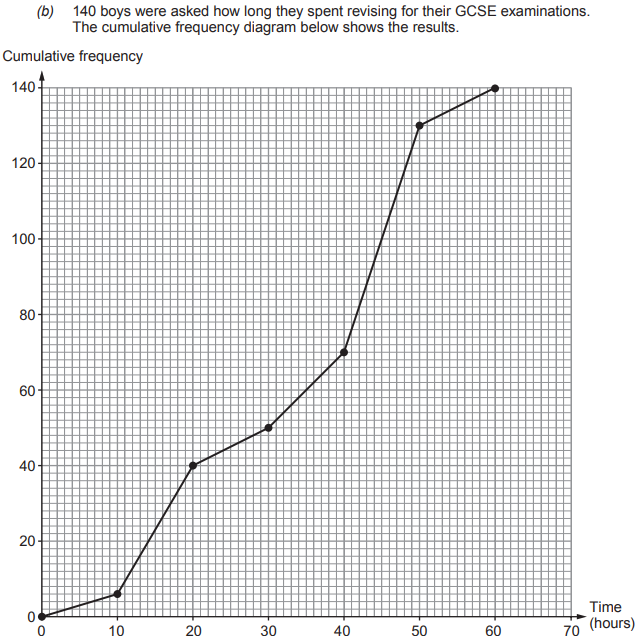 (b) 140 boys were asked how long they spent revising for their GCSE examinations.
The cumulative frequency diagram below shows the results.
Cumulative frequency
140
120
100
80
60
40
20
0
0 10 20 30 40 50 60 70
Time
(hours)